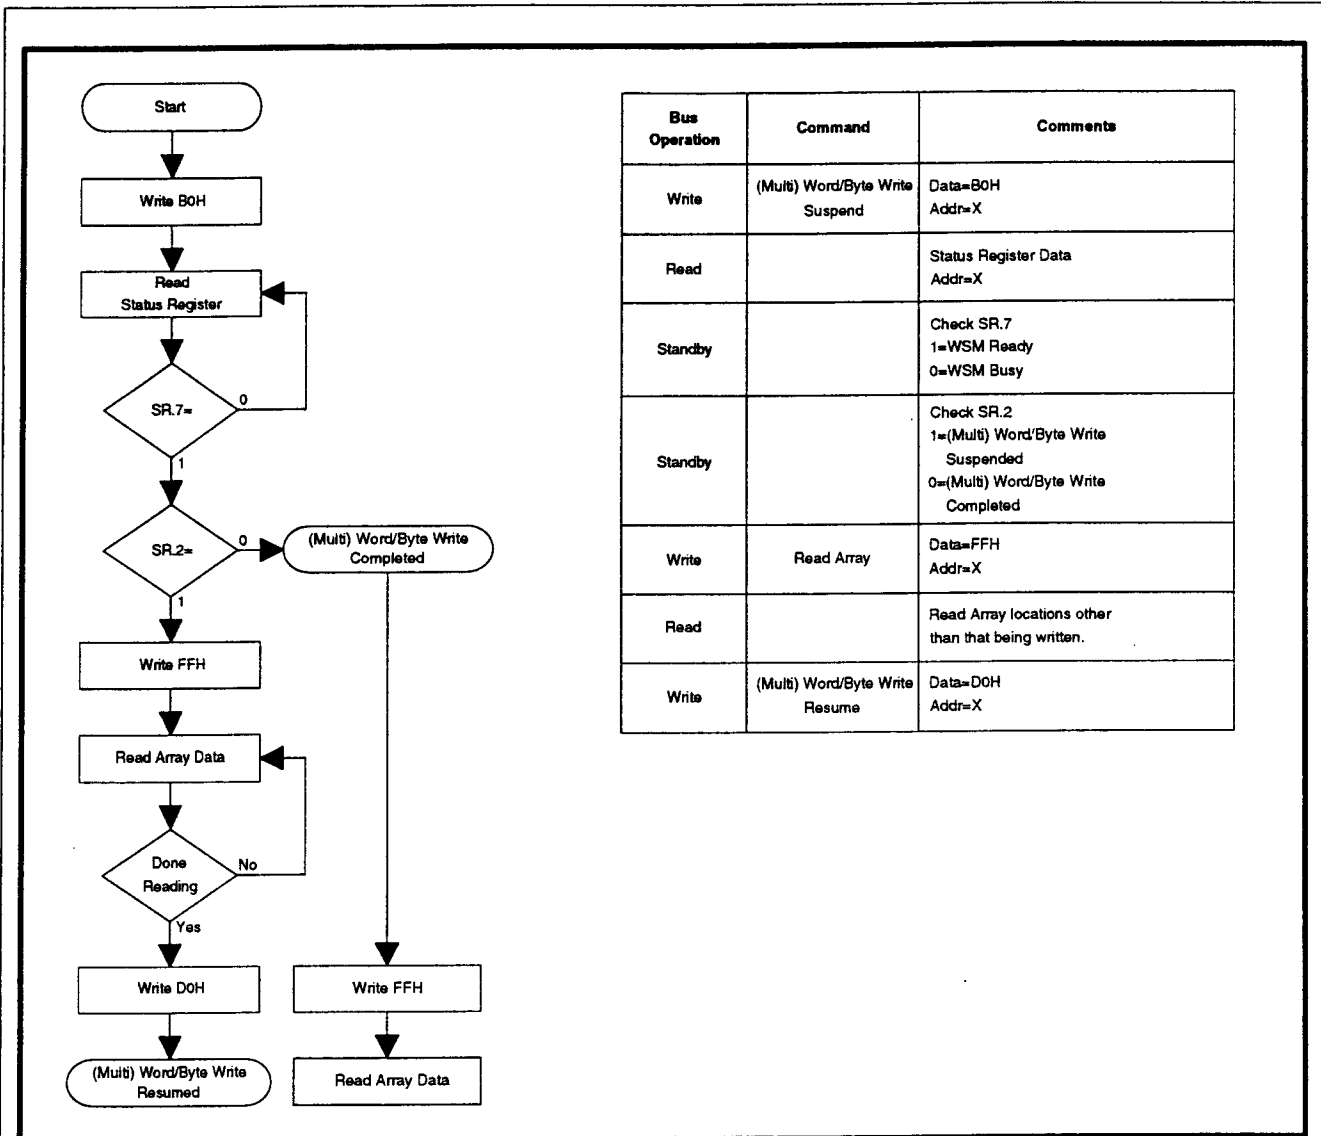 Start
Write B0H
Read
Status Register
SR.7=
0
1
SR.2=
0
1
(Multi) Word/Byte Write
Completed
Write FFH
Read Array Data
Done
Reading
No
Yes
Write D0H
(Multi) Word/Byte Write
Resumed
Write FFH
Read Array Data
Bus
Operation
Command
Comments
Write
(Multi) Word/Byte Write
Suspend
Data=B0H
Addr=X
Read
Status Register Data
Addr=X
Standby
Check SR.7
1=WSM Ready
0=WSM Busy
Standby
Check SR.2
1=(Multi) Word/Byte Write
Suspended
0=(Multi) Word/Byte Write
Completed
Write
Read Array
Data=FFH
Addr=X
Read
Read Array locations other
than that being written.
Write
(Multi) Word/Byte Write
Resume
Data=D0H
Addr=X